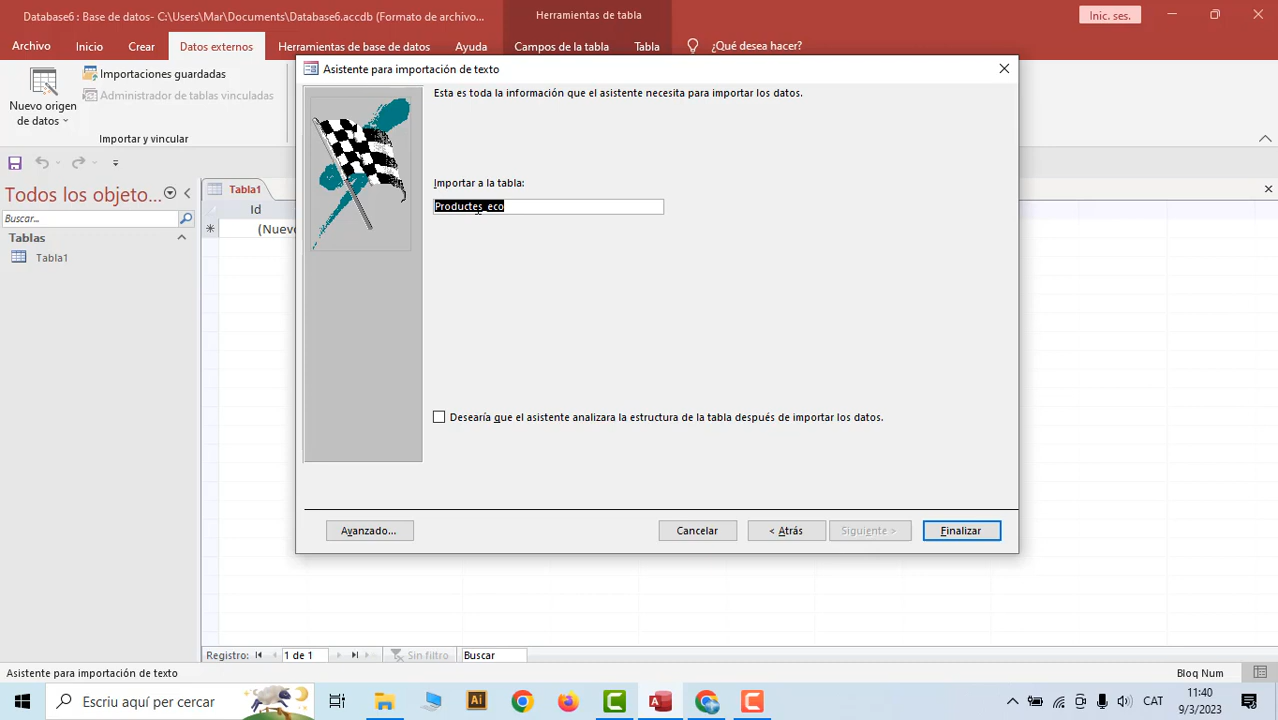 Database6 : Base de datos- C:\Users\Mar\Documents\Database6.accdb (Formato de archivo...
Herramientas de tabla
Inic. ses.
Archivo
Inicio
Crear
Datos externos
Herramientas de base de datos
Ayuda
Campos de la tabla
Tabla
¿Qué desea hacer?
Nuevo origen
de datos
Importaciones guardadas
Administrador de tablas vinculadas
Importar y vincular
Asistente para importación de texto
Esta es toda la información que el asistente necesita para importar los datos.
Importar a la tabla:
Productes_eco
Desearía que el asistente analizara la estructura de la tabla después de importar los datos.
Avanzado...
Cancelar
< Atrás
Siguiente >
Finalizar
Todos los objeto...
Buscar...
Tablas
Tabla1
Tabla1
Id
(Nuevo
Registro:
1 de 1
Sin filtro
Buscar
Asistente para importación de texto
Bloq Num
Escriu aquí per cercar
Ai
CAT
11:40
9/3/2023